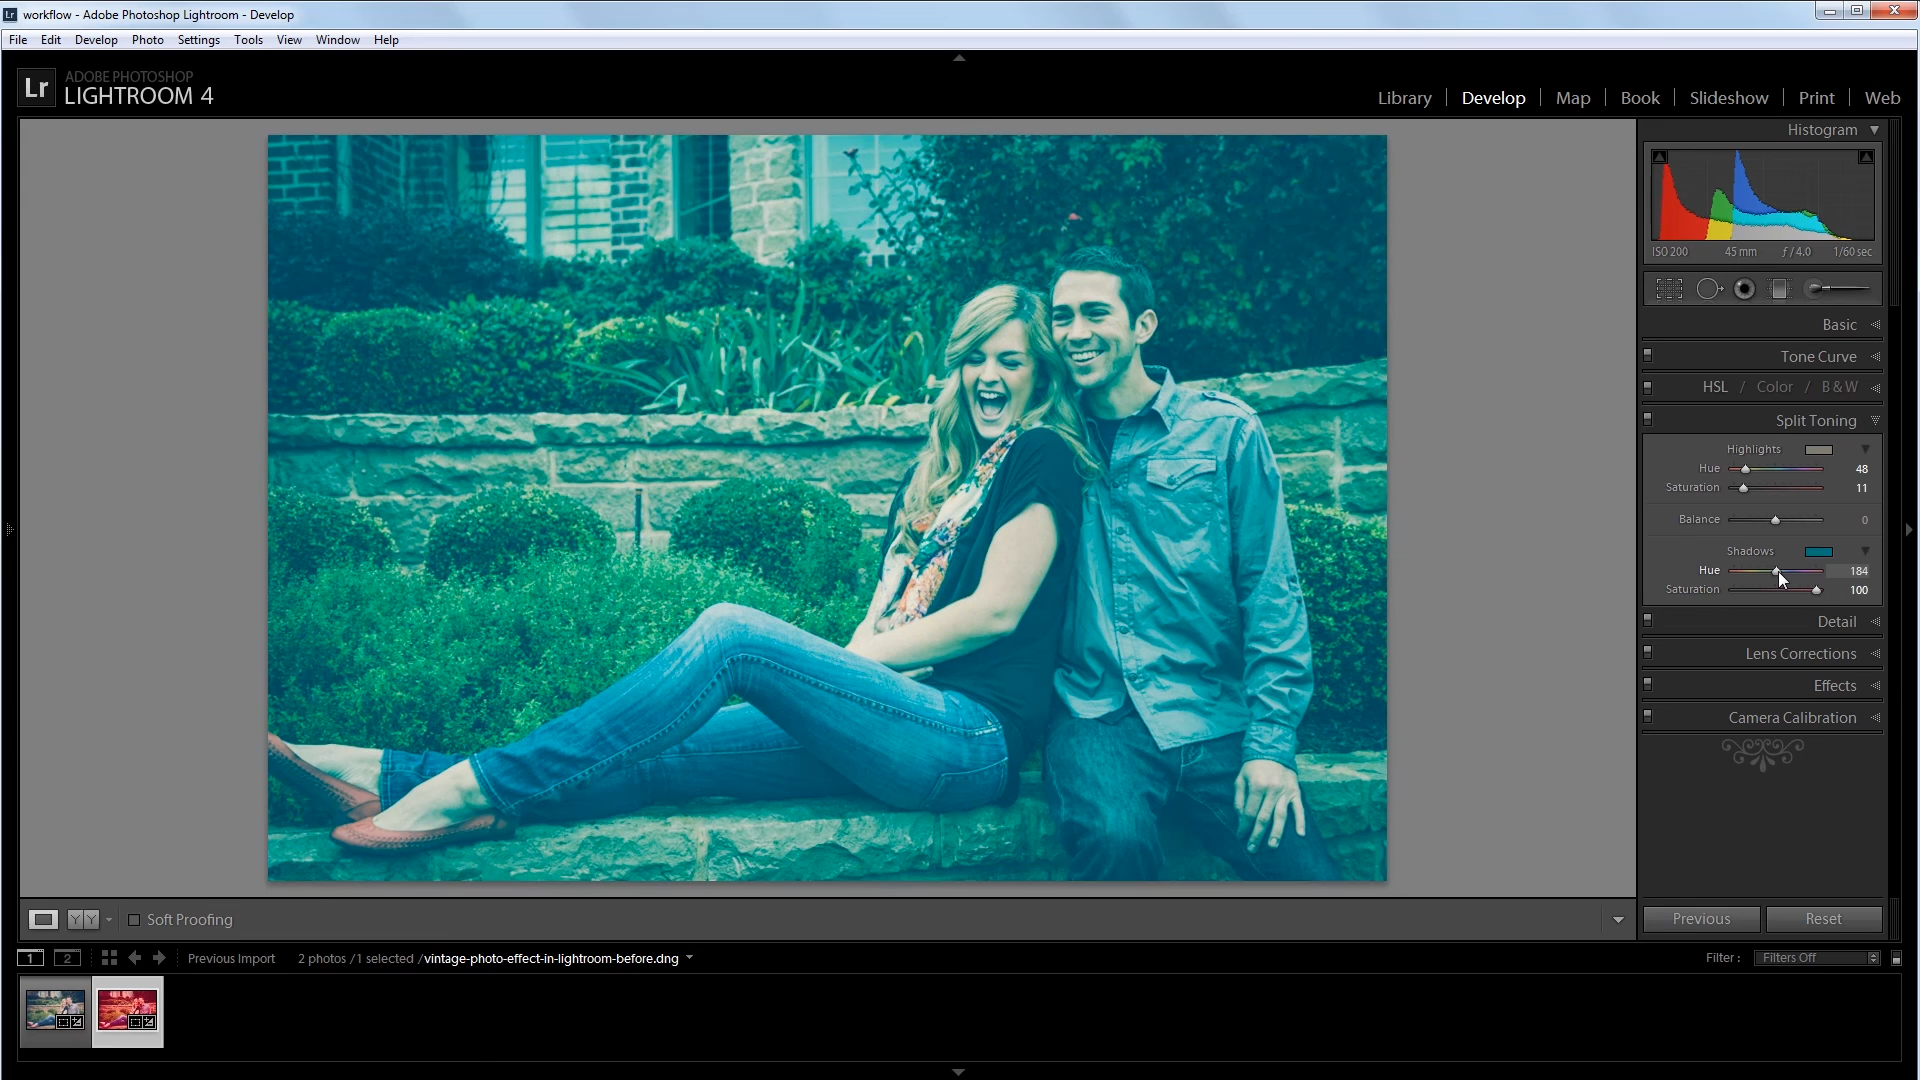 workflow - Adobe Photoshop Lightroom - Develop
File Edit Develop Photo Settings Tools View Window Help
Lr ADOBE PHOTOSHOP
LIGHTROOM 4
Library Develop Map Book Slideshow Print Web
Histogram
ISO 200 45 mm ƒ / 4.0 1/60 sec
Basic
Tone Curve
HSL / Color / B & W
Split Toning
Highlights
Hue 48
Saturation 11
Balance 0
Shadows
Hue 184
Saturation 100
Detail
Lens Corrections
Effects
Camera Calibration
Y Y Soft Proofing
Previous Reset
1 2 Previous Import 2 photos / 1 selected / vintage-photo-effect-in-lightroom-before.dng
Filter : Filters Off